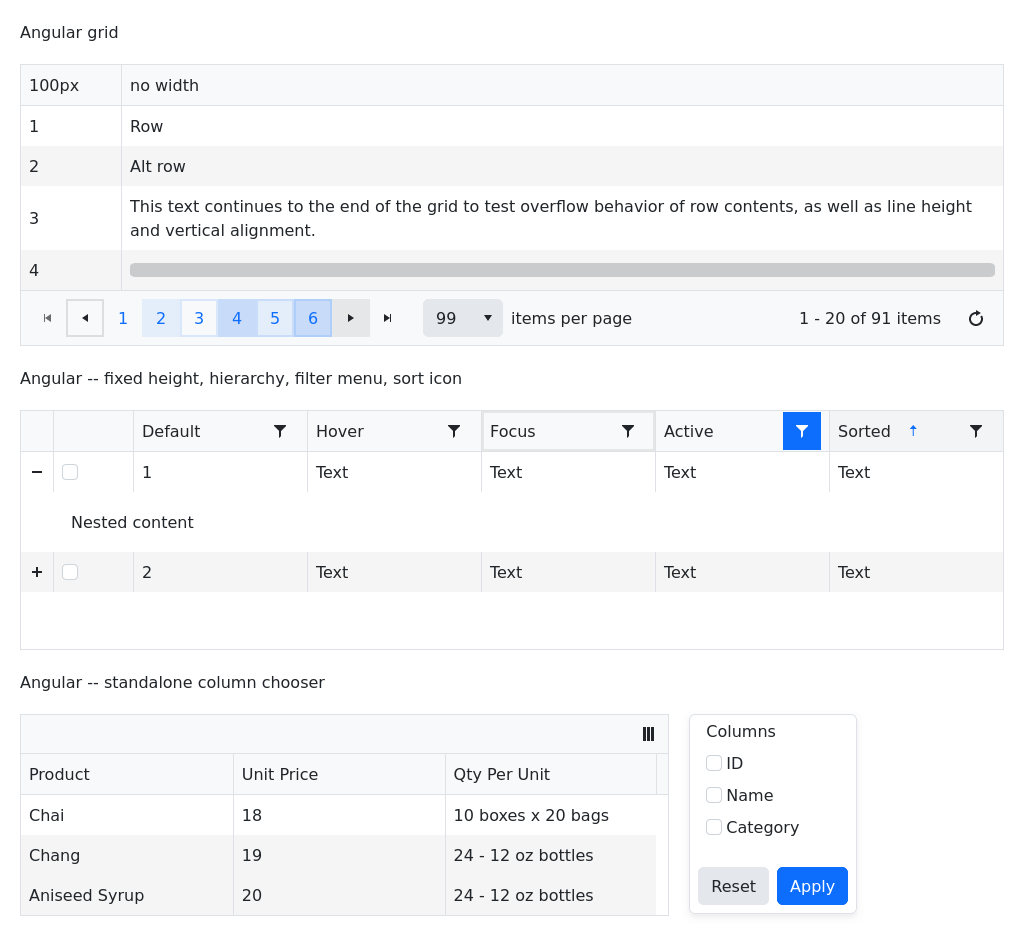 Angular grid
100px no width
1 Row
2 Alt row
3 This text continues to the end of the grid to test overflow behavior of row contents, as well as line height
and vertical alignment.
4
1 2 3 4 5 6 99 items per page 1 - 20 of 91 items
Angular -- fixed height, hierarchy, filter menu, sort icon
Default Hover Focus Active Sorted
1 Text Text Text Text
Nested content
2 Text Text Text Text
Angular -- standalone column chooser
Product Unit Price Qty Per Unit
Chai 18 10 boxes x 20 bags
Chang 19 24 - 12 oz bottles
Aniseed Syrup 20 24 - 12 oz bottles
Columns
ID
Name
Category
Reset Apply